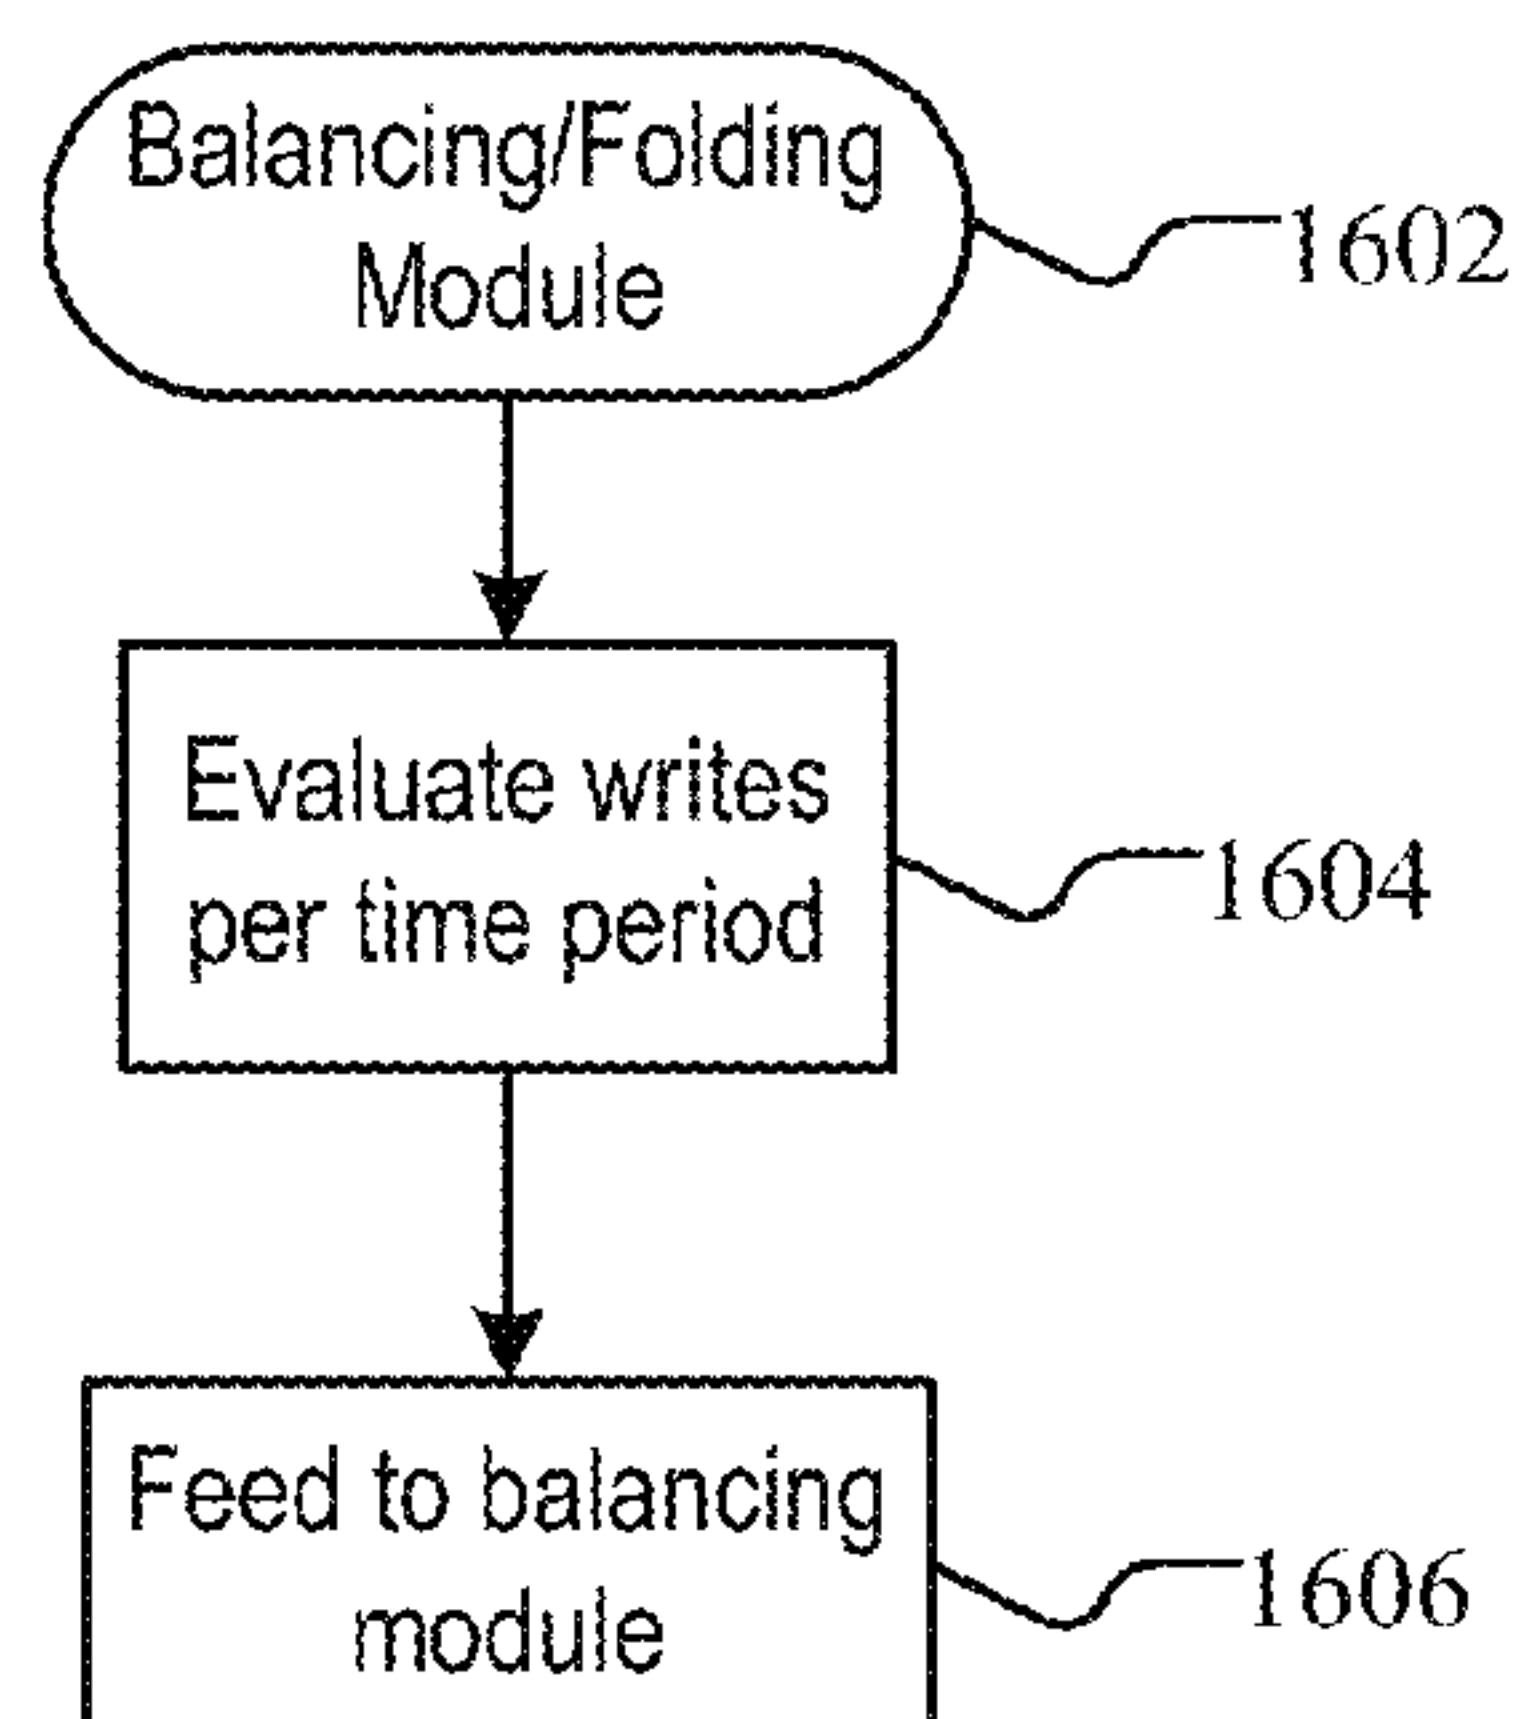 Balancing/Folding
Module
1602
Evaluate writes
per time period
1604
Feed to balancing
module
1606